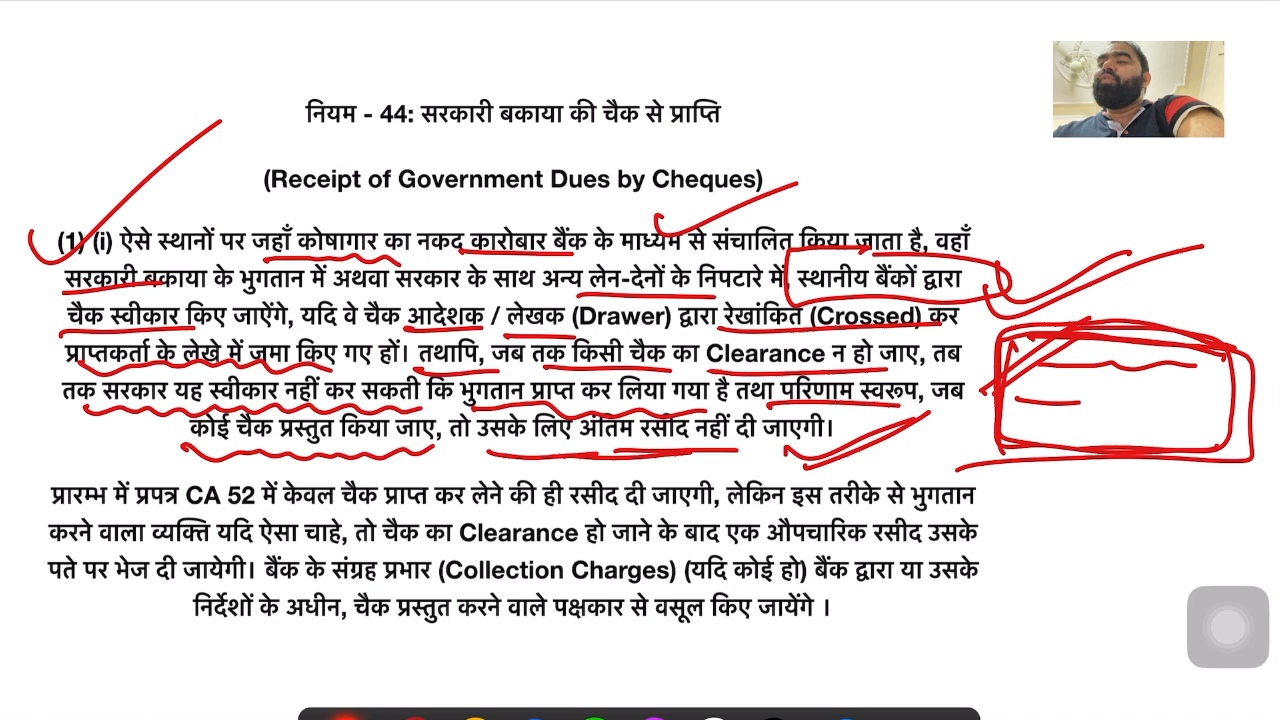 नियम - 44: सरकारी बकाया की चैक से प्राप्ति
(Receipt of Government Dues by Cheques)
(1) (i) ऐसे स्थानों पर जहाँ कोषागार का नकद कारोबार बैंक के माध्यम से संचालित किया जाता है, वहाँ
सरकारी बकाया के भुगतान में अथवा सरकार के साथ अन्य लेन-देनों के निपटारे में, स्थानीय बैंकों द्वारा
चैक स्वीकार किए जाऐंगे, यदि वे चैक आदेशक / लेखक (Drawer) द्वारा रेखांकित (Crossed) कर
प्राप्तकर्ता के लेखे में जमा किए गए हों। तथापि, जब तक किसी चैक का Clearance न हो जाए, तब
तक सरकार यह स्वीकार नहीं कर सकती कि भुगतान प्राप्त कर लिया गया है तथा परिणाम स्वरूप, जब
कोई चैक प्रस्तुत किया जाए, तो उसके लिए अंतिम रसीद नहीं दी जाएगी।
प्रारम्भ में प्रपत्र CA 52 में केवल चैक प्राप्त कर लेने की ही रसीद दी जाएगी, लेकिन इस तरीके से भुगतान
करने वाला व्यक्ति यदि ऐसा चाहे, तो चैक का Clearance हो जाने के बाद एक औपचारिक रसीद उसके
पते पर भेज दी जायेगी। बैंक के संग्रह प्रभार (Collection Charges) (यदि कोई हो) बैंक द्वारा या उसके
निर्देशों के अधीन, चैक प्रस्तुत करने वाले पक्षकार से वसूल किए जायेंगे ।